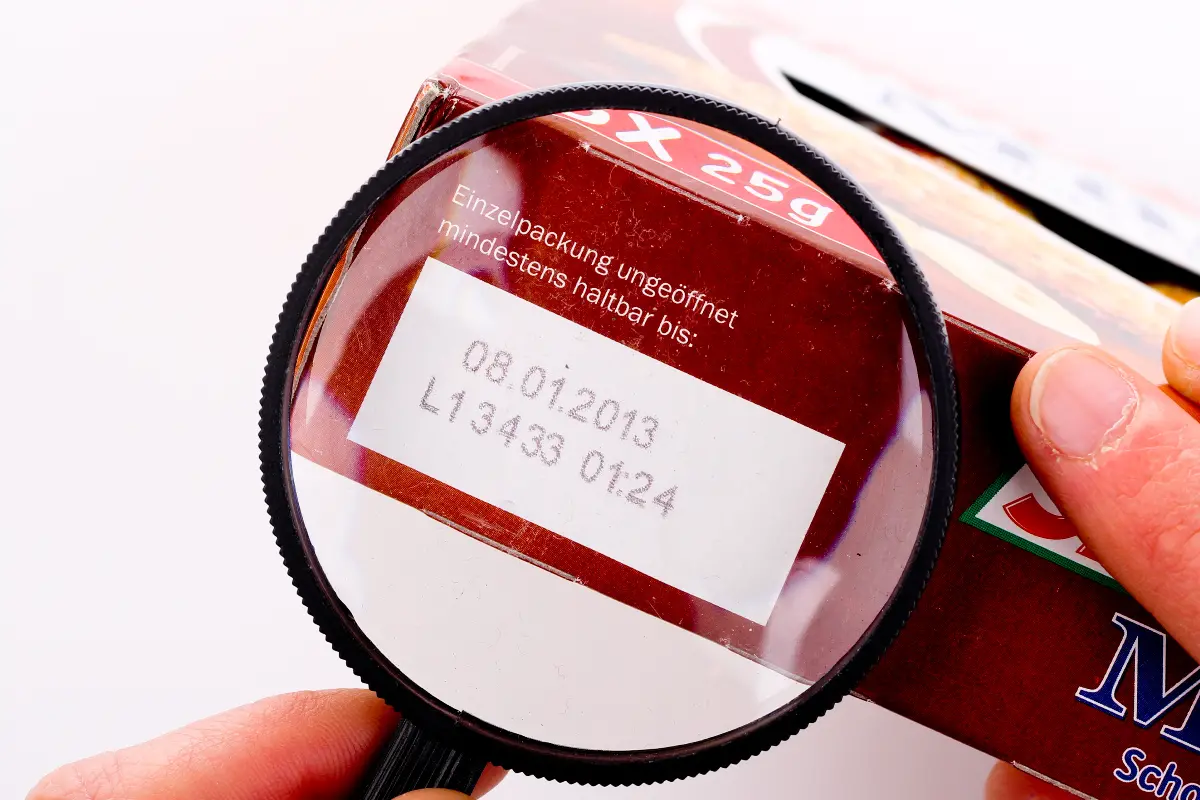 X 25g
Einzelpackung ungeöffnet
mindestens haltbar bis:
08.01.2013
L13433 01:24